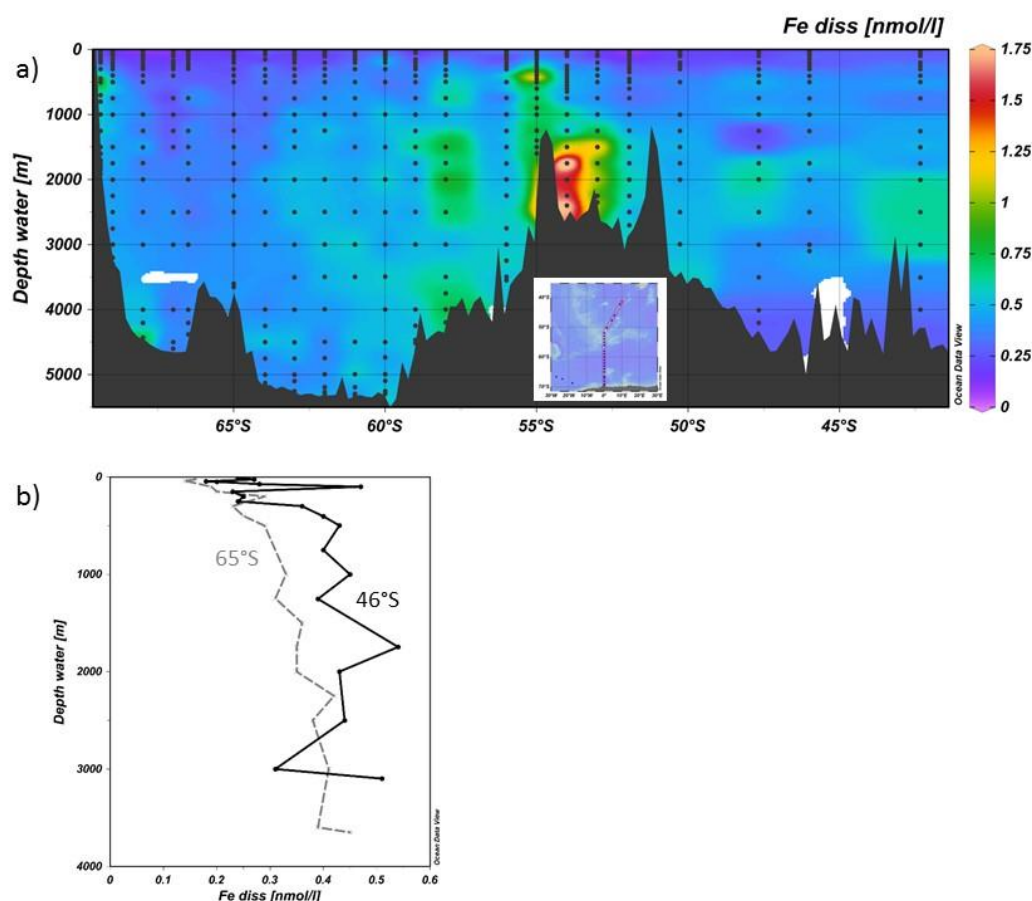 Fe diss [nmol/l]
a)
Depth water [m]
0
1000
2000
3000
4000
5000
65°S
60°S
55°S
50°S
45°S
1.75
1.5
1.25
1
0.75
0.5
0.25
0
Ocean Data View
b)
Depth water [m]
0
1000
2000
3000
4000
65°S
46°S
0
0.1
0.2
0.3
0.4
0.5
0.6
Fe diss [nmol/l]
Ocean Data View